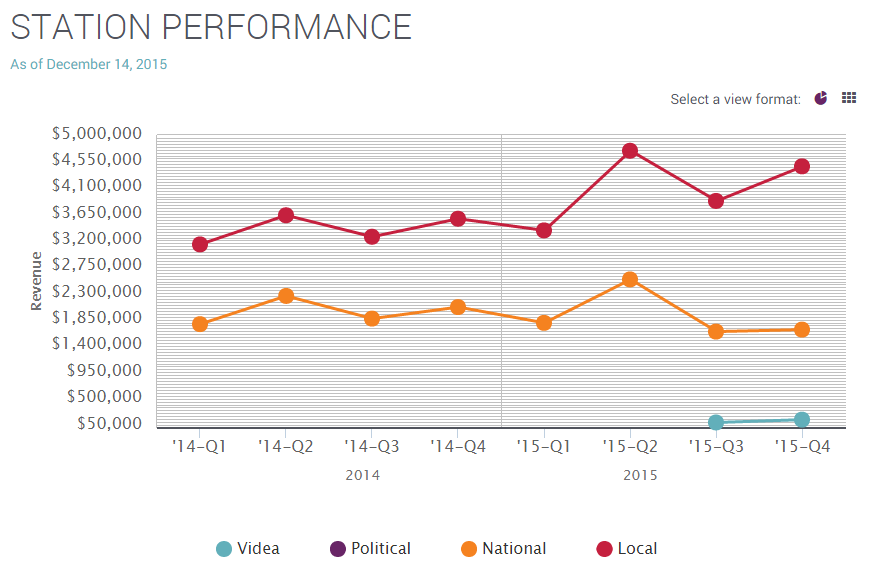 STATION PERFORMANCE
As of December 14, 2015
Select a view format:
$5,000,000
$4,550,000
$4,100,000
$3,650,000
$3,200,000
$2,750,000
$2,300,000
$1,850,000
$1,400,000
$950,000
$500,000
$50,000
Revenue
'14-Q1 '14-Q2 '14-Q3 '14-Q4 '15-Q1 '15-Q2 '15-Q3 '15-Q4
2014 2015
Videa Political National Local